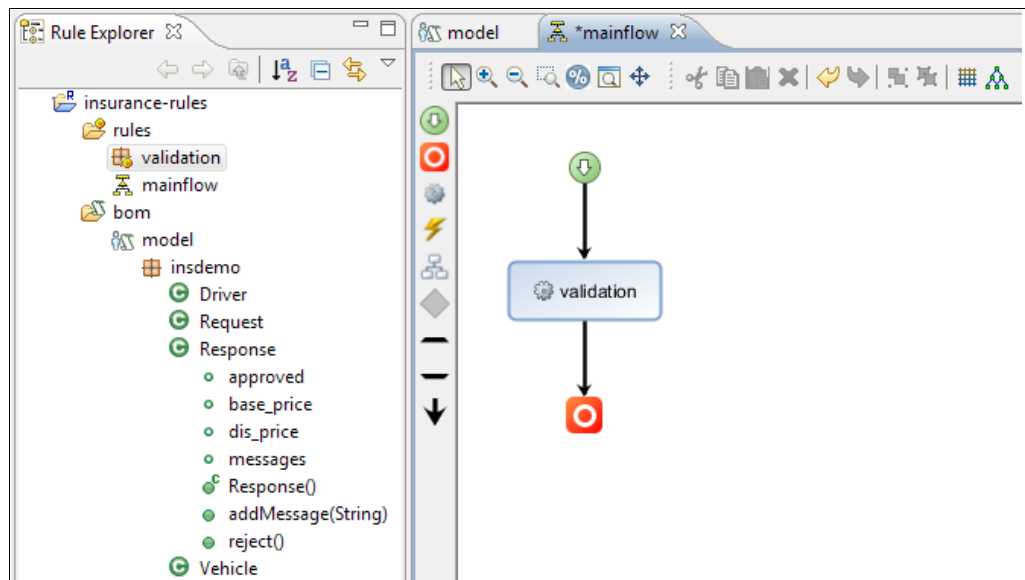 Rule Explorer
model
*mainflow
insurance-rules
rules
validation
mainflow
bom
model
insdemo
Driver
Request
Response
approved
base_price
dis_price
messages
Response()
addMessage(String)
reject()
Vehicle
validation